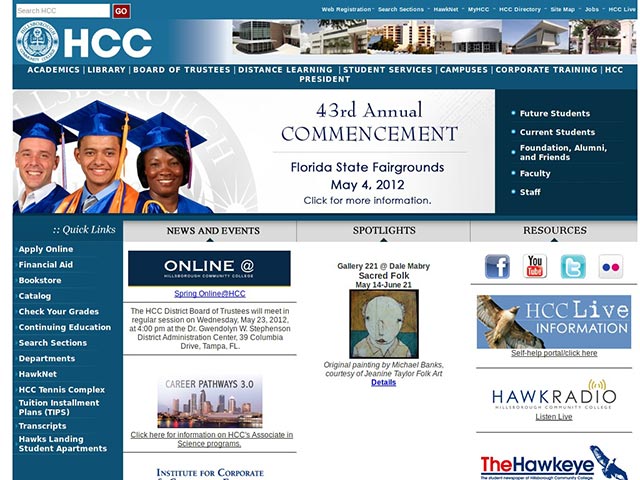 Search HCC
GO
Web Registration
Search Sections
HawkNet
MyHCC
HCC Directory
Site Map
Jobs
HCC Live
HILLSBOROUGH
HCC
ACADEMICS | LIBRARY | BOARD OF TRUSTEES | DISTANCE LEARNING | STUDENT SERVICES | CAMPUSES | CORPORATE TRAINING | HCC
PRESIDENT
43rd Annual
COMMENCEMENT
Florida State Fairgrounds
May 4, 2012
Click for more information.
Future Students
Current Students
Foundation, Alumni,
and Friends
Faculty
Staff
:: Quick Links
Apply Online
Financial Aid
Bookstore
Catalog
Check Your Grades
Continuing Education
Search Sections
Departments
HawkNet
HCC Tennis Complex
Tuition Installment
Plans (TIPS)
Transcripts
Hawks Landing
Student Apartments
NEWS AND EVENTS
ONLINE @
HILLSBOROUGH COMMUNITY COLLEGE
Spring Online@HCC
The HCC District Board of Trustees will meet in
regular session on Wednesday, May 23, 2012,
at 4:00 pm at the Dr. Gwendolyn W. Stephenson
District Administration Center, 39 Columbia
Drive, Tampa, FL.
CAREER PATHWAYS 3.0
Click here for information on HCC's Associate in
Science programs.
INSTITUTE FOR CORPORATE
SPOTLIGHTS
Gallery 221 @ Dale Mabry
Sacred Folk
May 14-June 21
Original painting by Michael Banks,
courtesy of Jeanine Taylor Folk Art
Details
RESOURCES
f
You
Tube
t
HCC Live
INFORMATION
Self-help portal/click here
HAWKRADIO
HILLSBOROUGH COMMUNITY COLLEGE
Listen Live
TheHawkeye
The student newspaper of Hillsborough Community College.